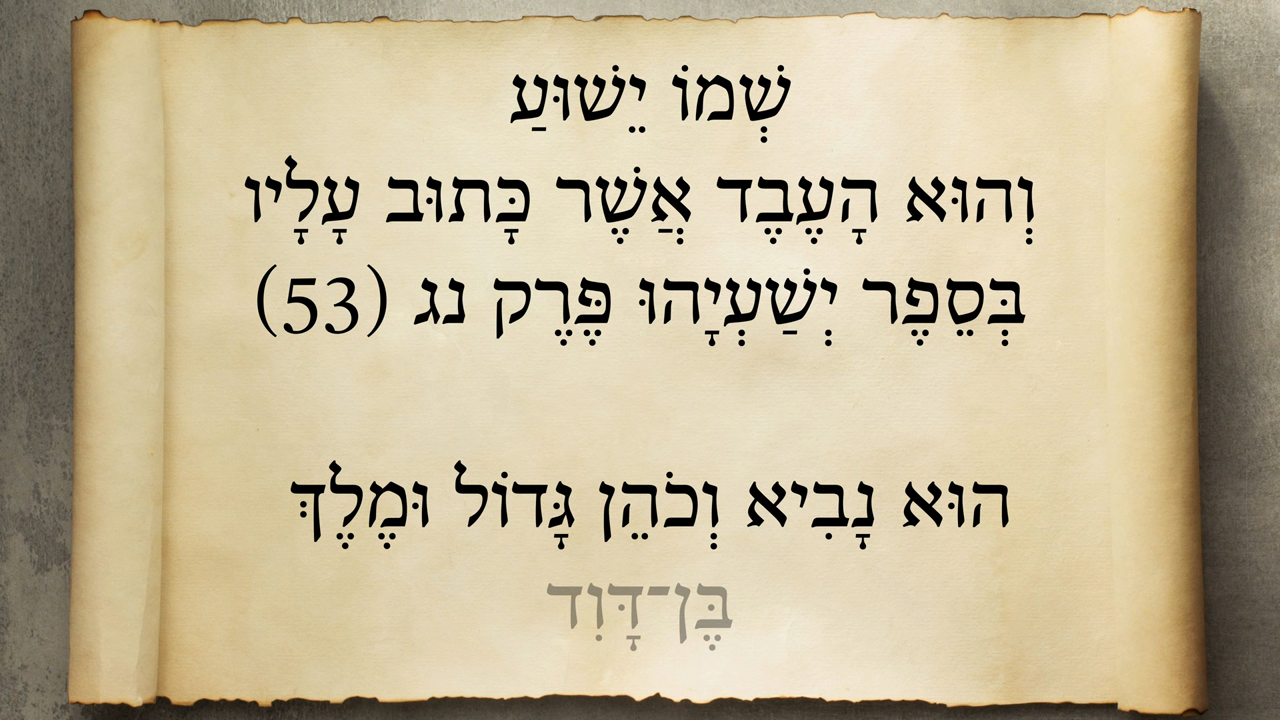 שְׁמוֹ יֵשׁוּעַ
וְהוּא הָעֶבֶד אֲשֶׁר כָּתוּב עָלָיו
בְּסֵפֶר יְשַׁעְיָהוּ פֶּרֶק נג (53)
הוּא נָבִיא וְכֹהֵן גָּדוֹל וּמֶלֶךְ
בֶּן־דָּוִד